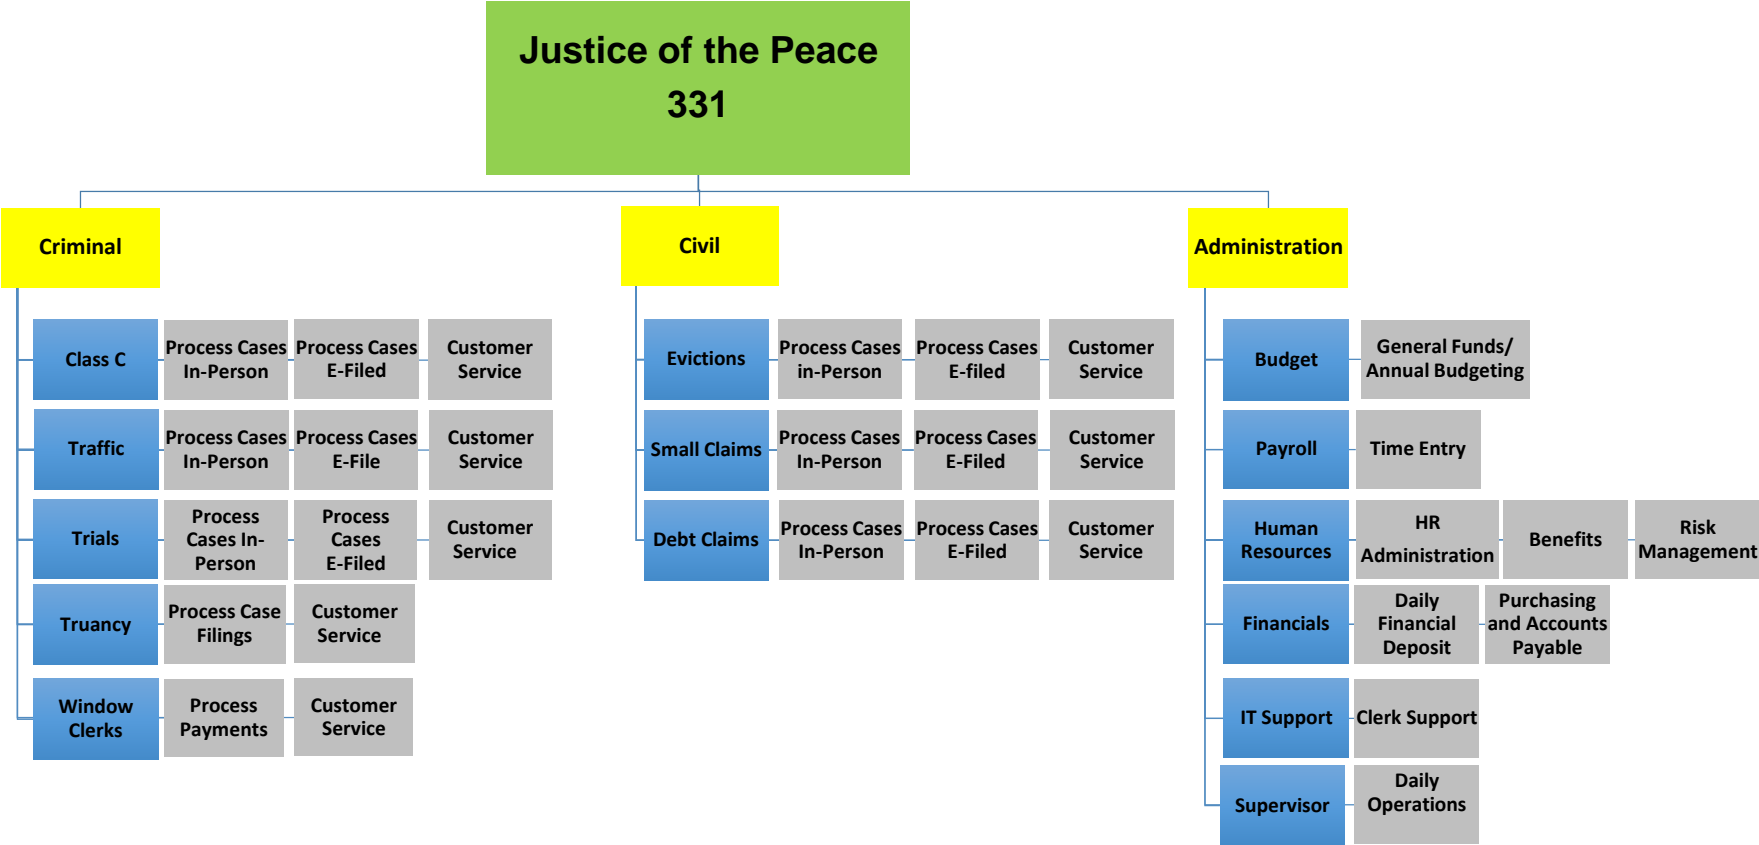 Justice of the Peace
331
Criminal
Civil
Administration
Class C
Process Cases
In-Person
Process Cases
E-Filed
Customer
Service
Traffic
Process Cases
In-Person
Process Cases
E-File
Customer
Service
Trials
Process
Cases In-
Person
Process
Cases
E-Filed
Customer
Service
Truancy
Process Case
Filings
Customer
Service
Window
Clerks
Process
Payments
Customer
Service
Evictions
Process Cases
in-Person
Process Cases
E-filed
Customer
Service
Small Claims
Process Cases
In-Person
Process Cases
E-Filed
Customer
Service
Debt Claims
Process Cases
In-Person
Process Cases
E-Filed
Customer
Service
Budget
General Funds/
Annual Budgeting
Payroll
Time Entry
Human
Resources
HR
Administration
Benefits
Risk
Management
Financials
Daily
Financial
Deposit
Purchasing
and Accounts
Payable
IT Support
Clerk Support
Supervisor
Daily
Operations